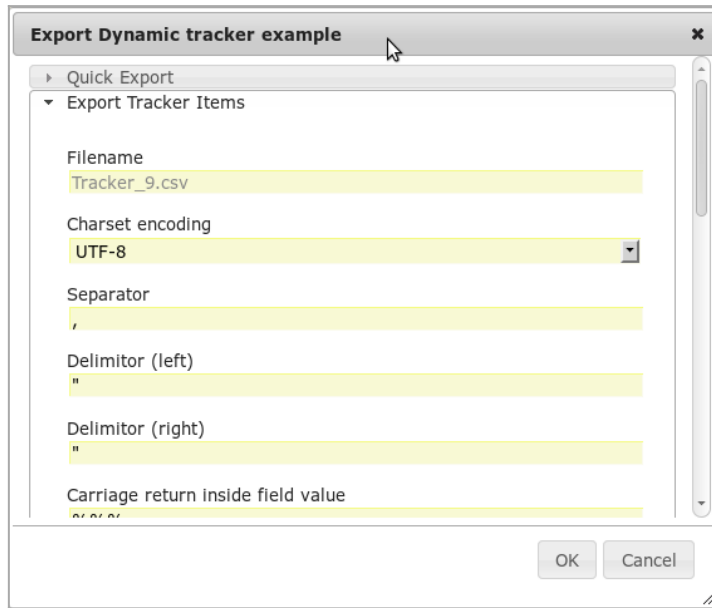 Export Dynamic tracker example
Quick Export
Export Tracker Items
Filename
Tracker_9.csv
Charset encoding
UTF-8
Separator
,
Delimitor (left)
"
Delimitor (right)
"
Carriage return inside field value
%%%
OK Cancel